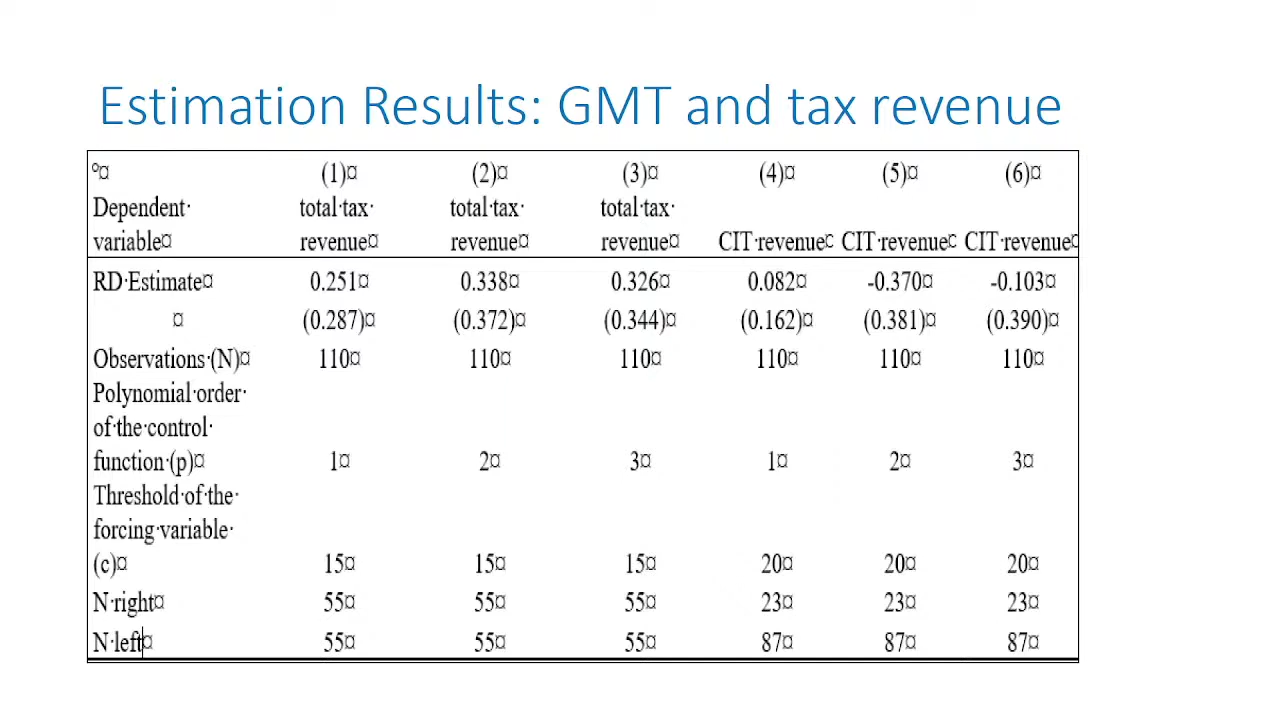 Estimation Results: GMT and tax revenue
º¤ (1)¤ (2)¤ (3)¤ (4)¤ (5)¤ (6)¤
Dependent· total·tax· total·tax· total·tax·
variable¤ revenue¤ revenue¤ revenue¤ CIT·revenue¤ CIT·revenue¤ CIT·revenue¤
RD·Estimate¤ 0.251¤ 0.338¤ 0.326¤ 0.082¤ -0.370¤ -0.103¤
¤ (0.287)¤ (0.372)¤ (0.344)¤ (0.162)¤ (0.381)¤ (0.390)¤
Observations·(N)¤ 110¤ 110¤ 110¤ 110¤ 110¤ 110¤
Polynomial·order·
of·the·control·
function·(p)¤ 1¤ 2¤ 3¤ 1¤ 2¤ 3¤
Threshold·of·the·
forcing·variable·
(c)¤ 15¤ 15¤ 15¤ 20¤ 20¤ 20¤
N·right¤ 55¤ 55¤ 55¤ 23¤ 23¤ 23¤
N·left¤ 55¤ 55¤ 55¤ 87¤ 87¤ 87¤